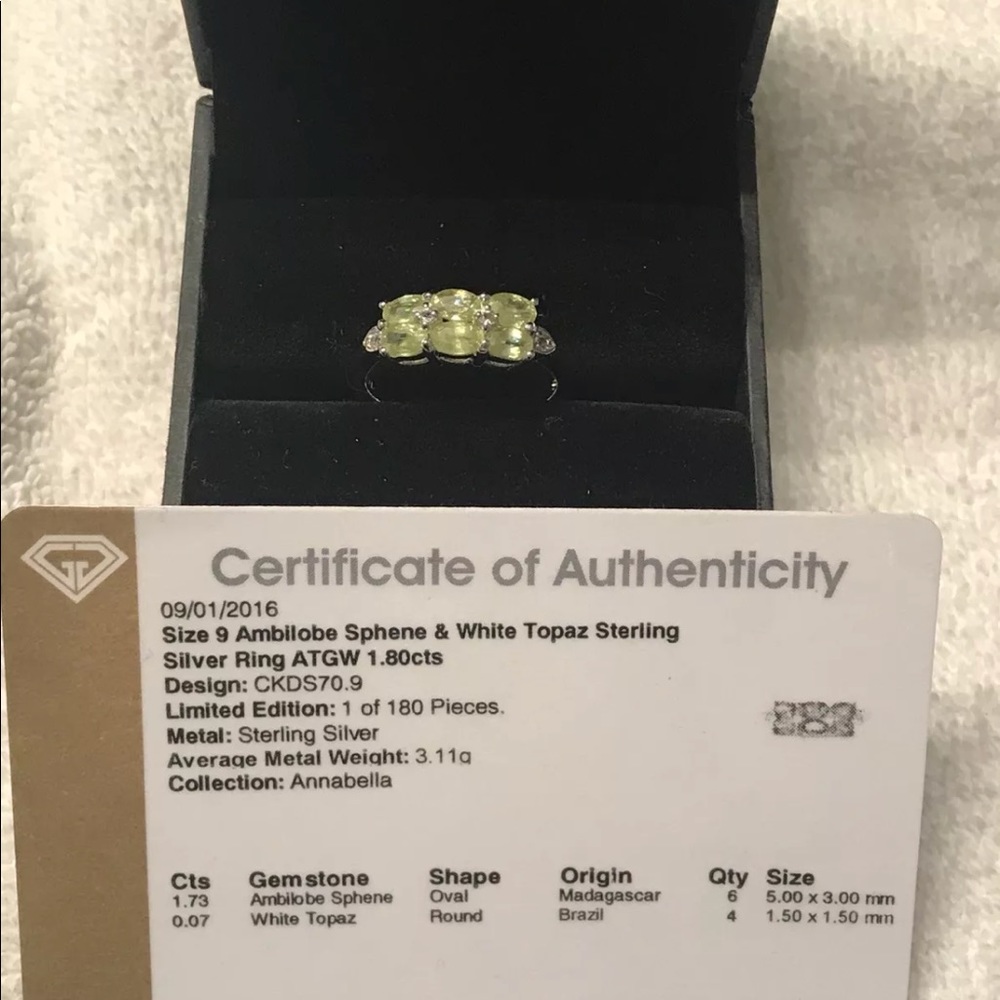 Certificate of Authenticity
09/01/2016
Size 9 Ambilobe Sphene & White Topaz Sterling
Silver Ring ATGW 1.80cts
Design: CKDS70.9
Limited Edition: 1 of 180 Pieces.
Metal: Sterling Silver
Average Metal Weight: 3.11g
Collection: Annabella
Cts Gemstone Shape Origin Qty Size
1.73 Ambilobe Sphene Oval Madagascar 6 5.00 x 3.00 mm
0.07 White Topaz Round Brazil 4 1.50 x 1.50 mm